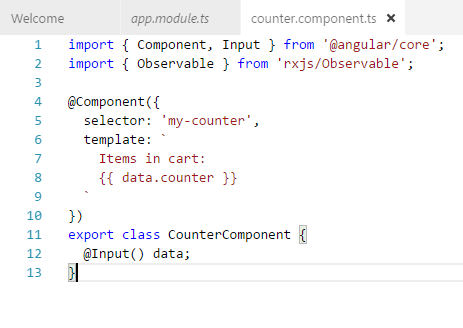 Welcome app.module.ts counter.component.ts ×
1 import { Component, Input } from '@angular/core';
2 import { Observable } from 'rxjs/Observable';
3
4 @Component({
5   selector: 'my-counter',
6   template: `
7     Items in cart:
8     {{ data.counter }}
9   `
10 })
11 export class CounterComponent {
12   @Input() data;
13 }